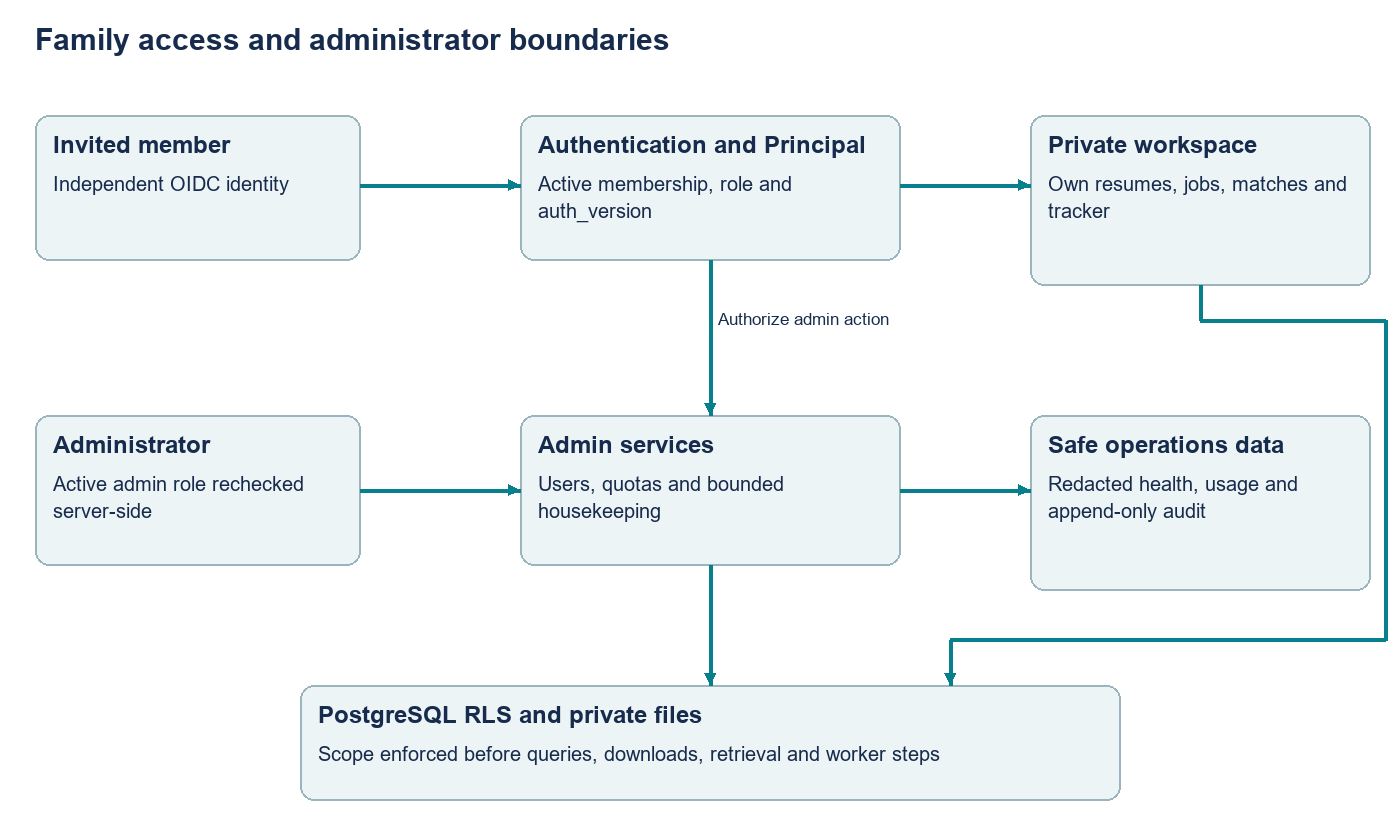 Family access and administrator boundaries
Invited member
Independent OIDC identity
Authentication and Principal
Active membership, role and
auth_version
Private workspace
Own resumes, jobs, matches and
tracker
Authorize admin action
Administrator
Active admin role rechecked
server-side
Admin services
Users, quotas and bounded
housekeeping
Safe operations data
Redacted health, usage and
append-only audit
PostgreSQL RLS and private files
Scope enforced before queries, downloads, retrieval and worker steps